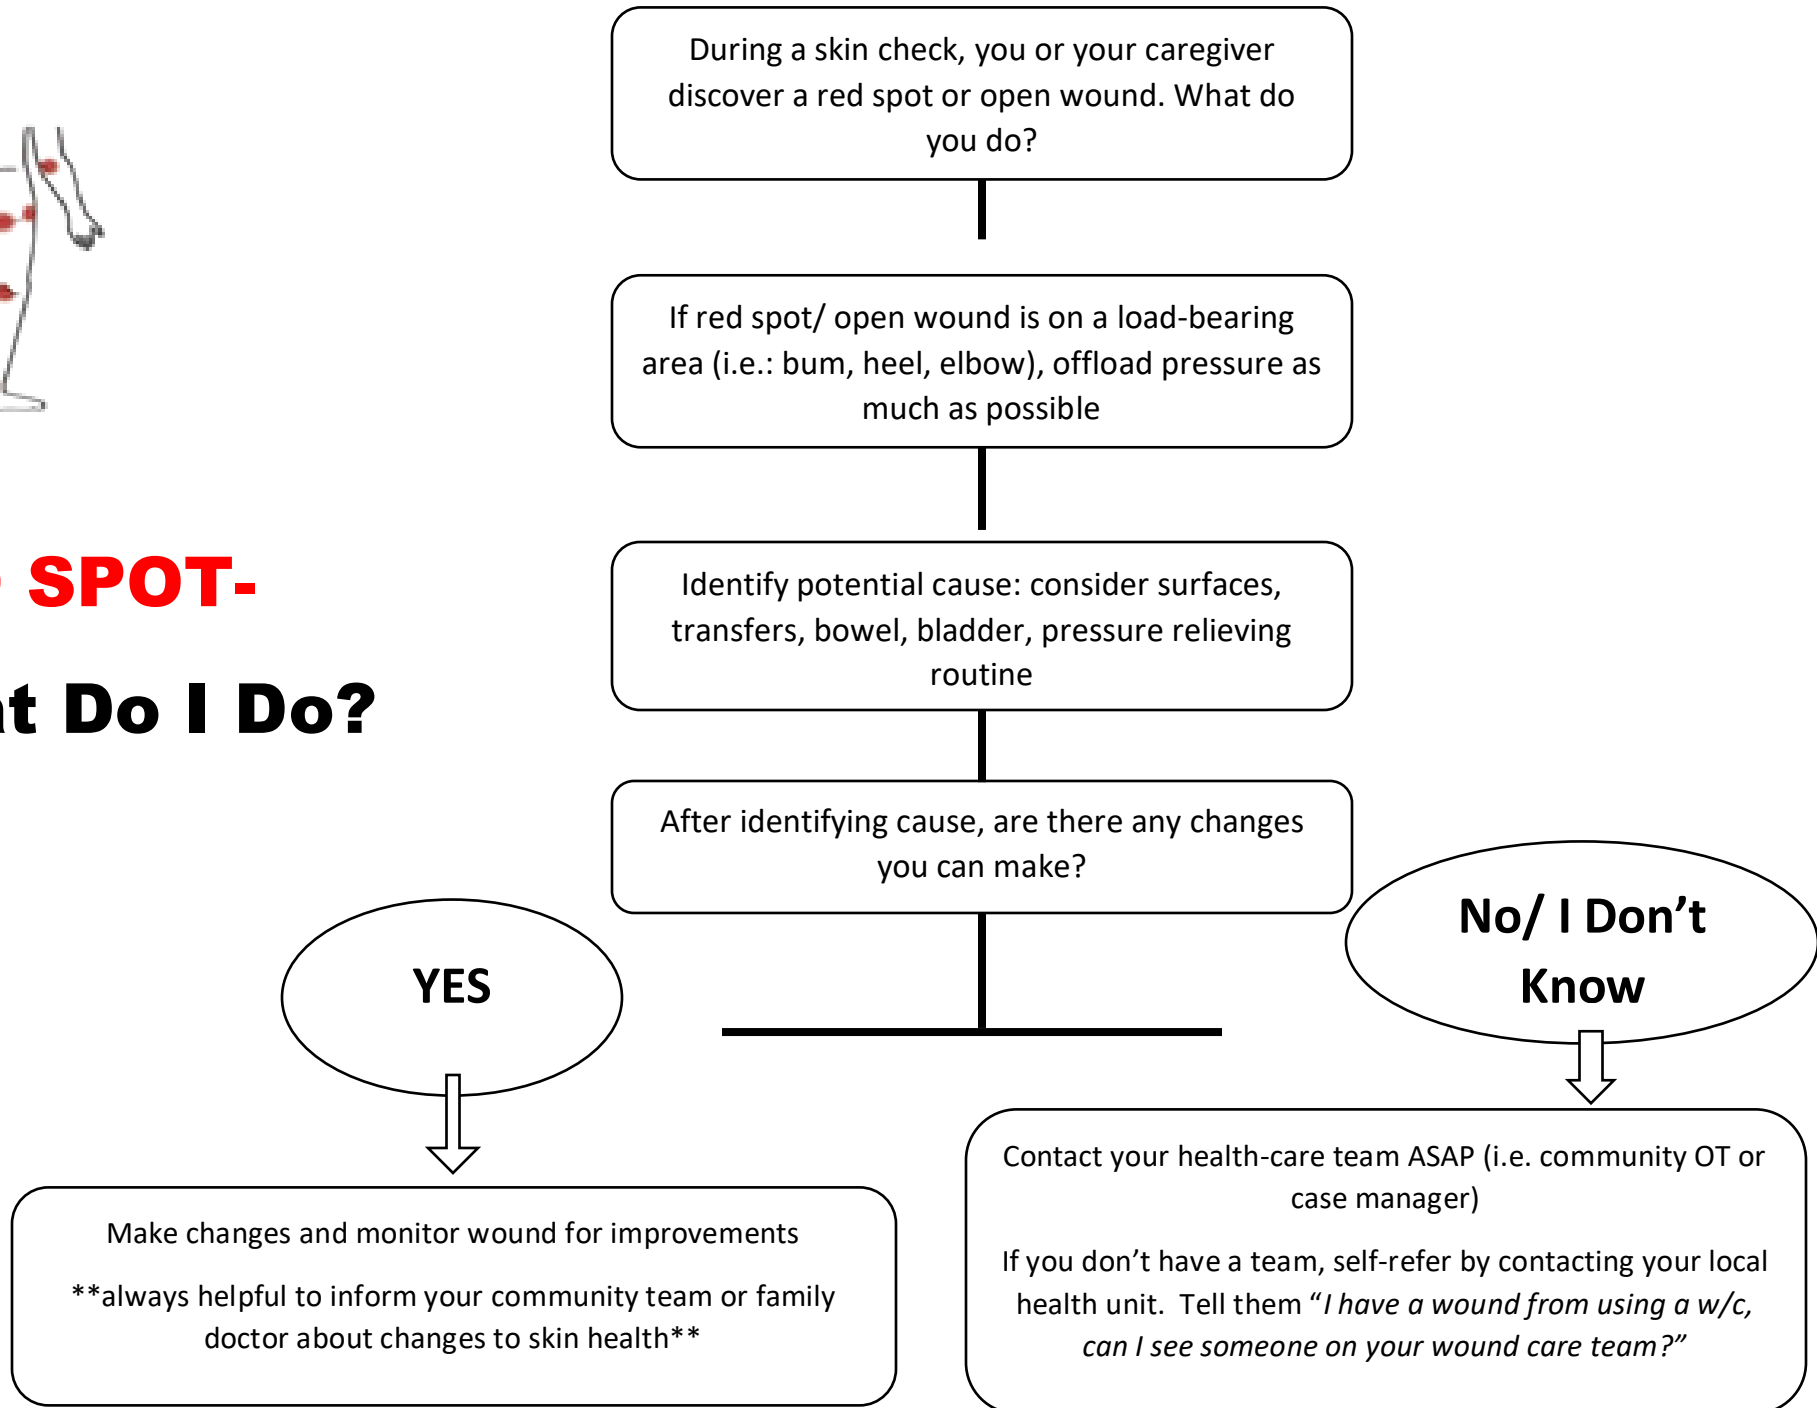 During a skin check, you or your caregiver
discover a red spot or open wound. What do
you do?
If red spot/ open wound is on a load-bearing
area (i.e.: bum, heel, elbow), offload pressure as
much as possible
SPOT-
Do I Do?
Identify potential cause: consider surfaces,
transfers, bowel, bladder, pressure relieving
routine
After identifying cause, are there any changes
you can make?
YES
No/ I Don’t
Know
Make changes and monitor wound for improvements
**always helpful to inform your community team or family
doctor about changes to skin health**
Contact your health-care team ASAP (i.e. community OT or
case manager)
If you don’t have a team, self-refer by contacting your local
health unit.  Tell them “I have a wound from using a w/c,
can I see someone on your wound care team?”